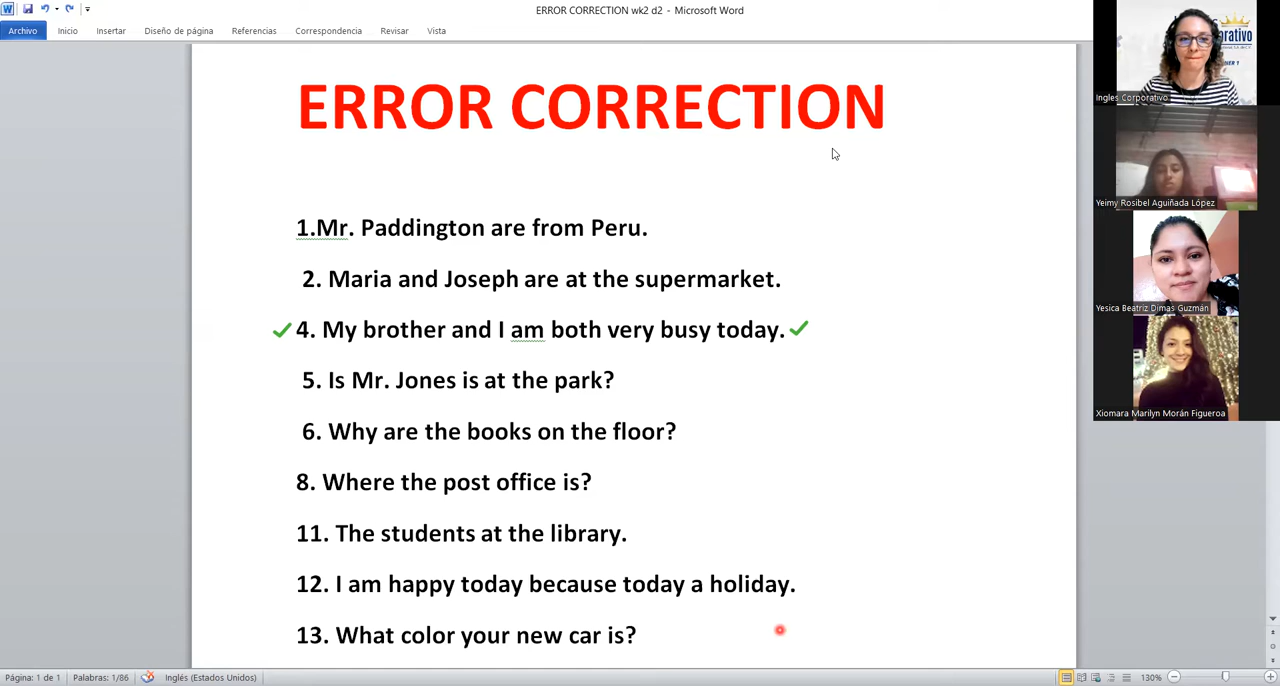 ERROR CORRECTION wk2 d2 - Microsoft Word
Archivo Inicio Insertar Diseño de página Referencias Correspondencia Revisar Vista
ERROR CORRECTION
1.Mr. Paddington are from Peru.
2. Maria and Joseph are at the supermarket.
4. My brother and I am both very busy today.
5. Is Mr. Jones is at the park?
6. Why are the books on the floor?
8. Where the post office is?
11. The students at the library.
12. I am happy today because today a holiday.
13. What color your new car is?
Ingles Corporativo
Yeimy Rosibel Aguiñada López
Yesica Beatriz Dimas Guzmán
Xiomara Marilyn Morán Figueroa
Página: 1 de 1 Palabras: 1/86 Inglés (Estados Unidos) 130%